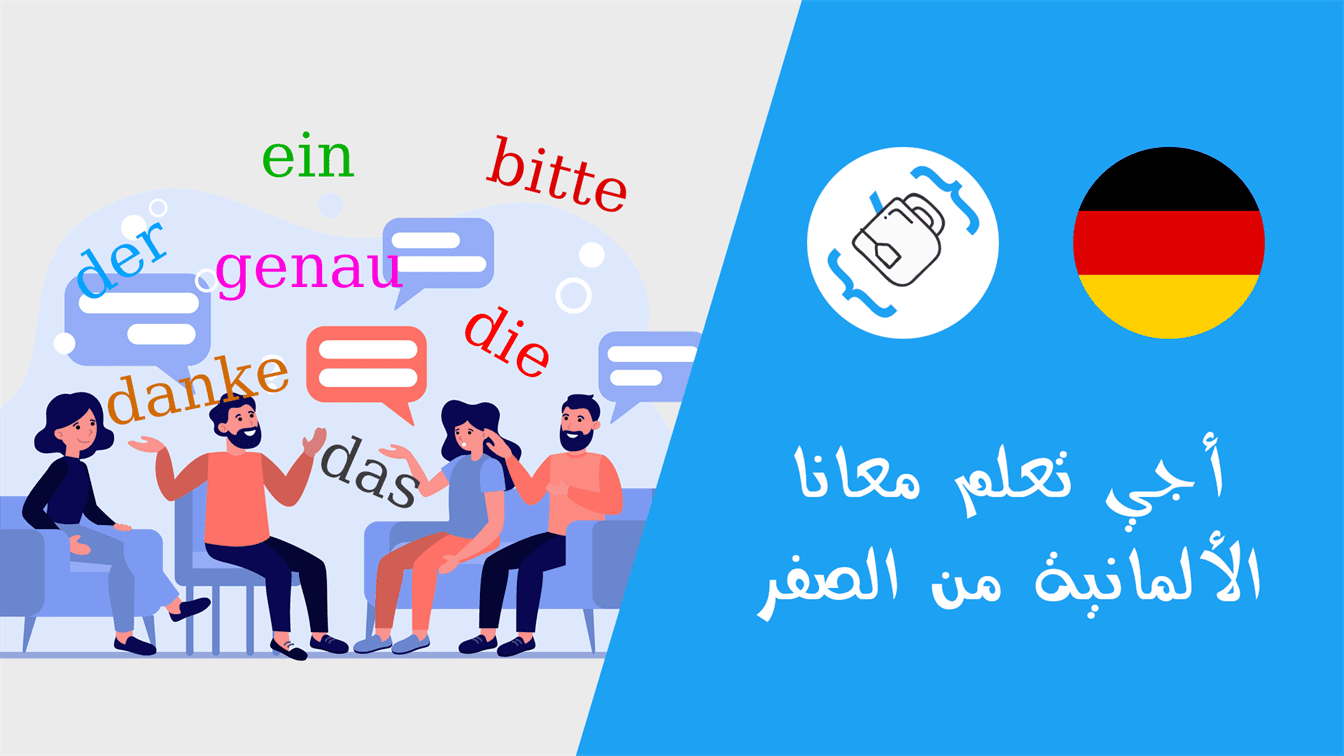 ein
bitte
der
genau
die
danke
das
أجي تعلم معانا
الألمانية من الصفر